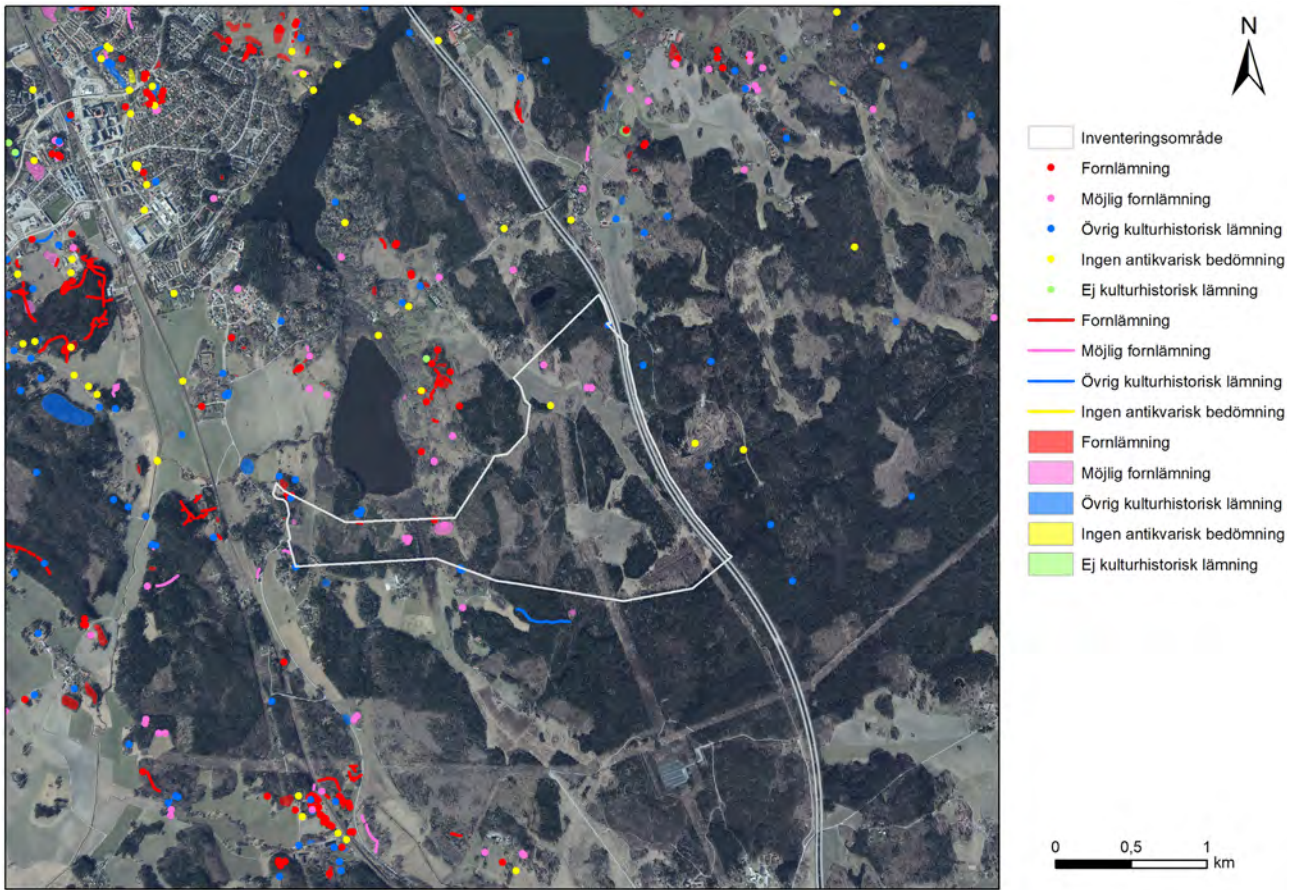 N
Inventeringsområde
Fornlämning
Möjlig fornlämning
Övrig kulturhistorisk lämning
Ingen antikvarisk bedömning
Ej kulturhistorisk lämning
Fornlämning
Möjlig fornlämning
Övrig kulturhistorisk lämning
Ingen antikvarisk bedömning
Fornlämning
Möjlig fornlämning
Övrig kulturhistorisk lämning
Ingen antikvarisk bedömning
Ej kulturhistorisk lämning
0 0,5 1
km